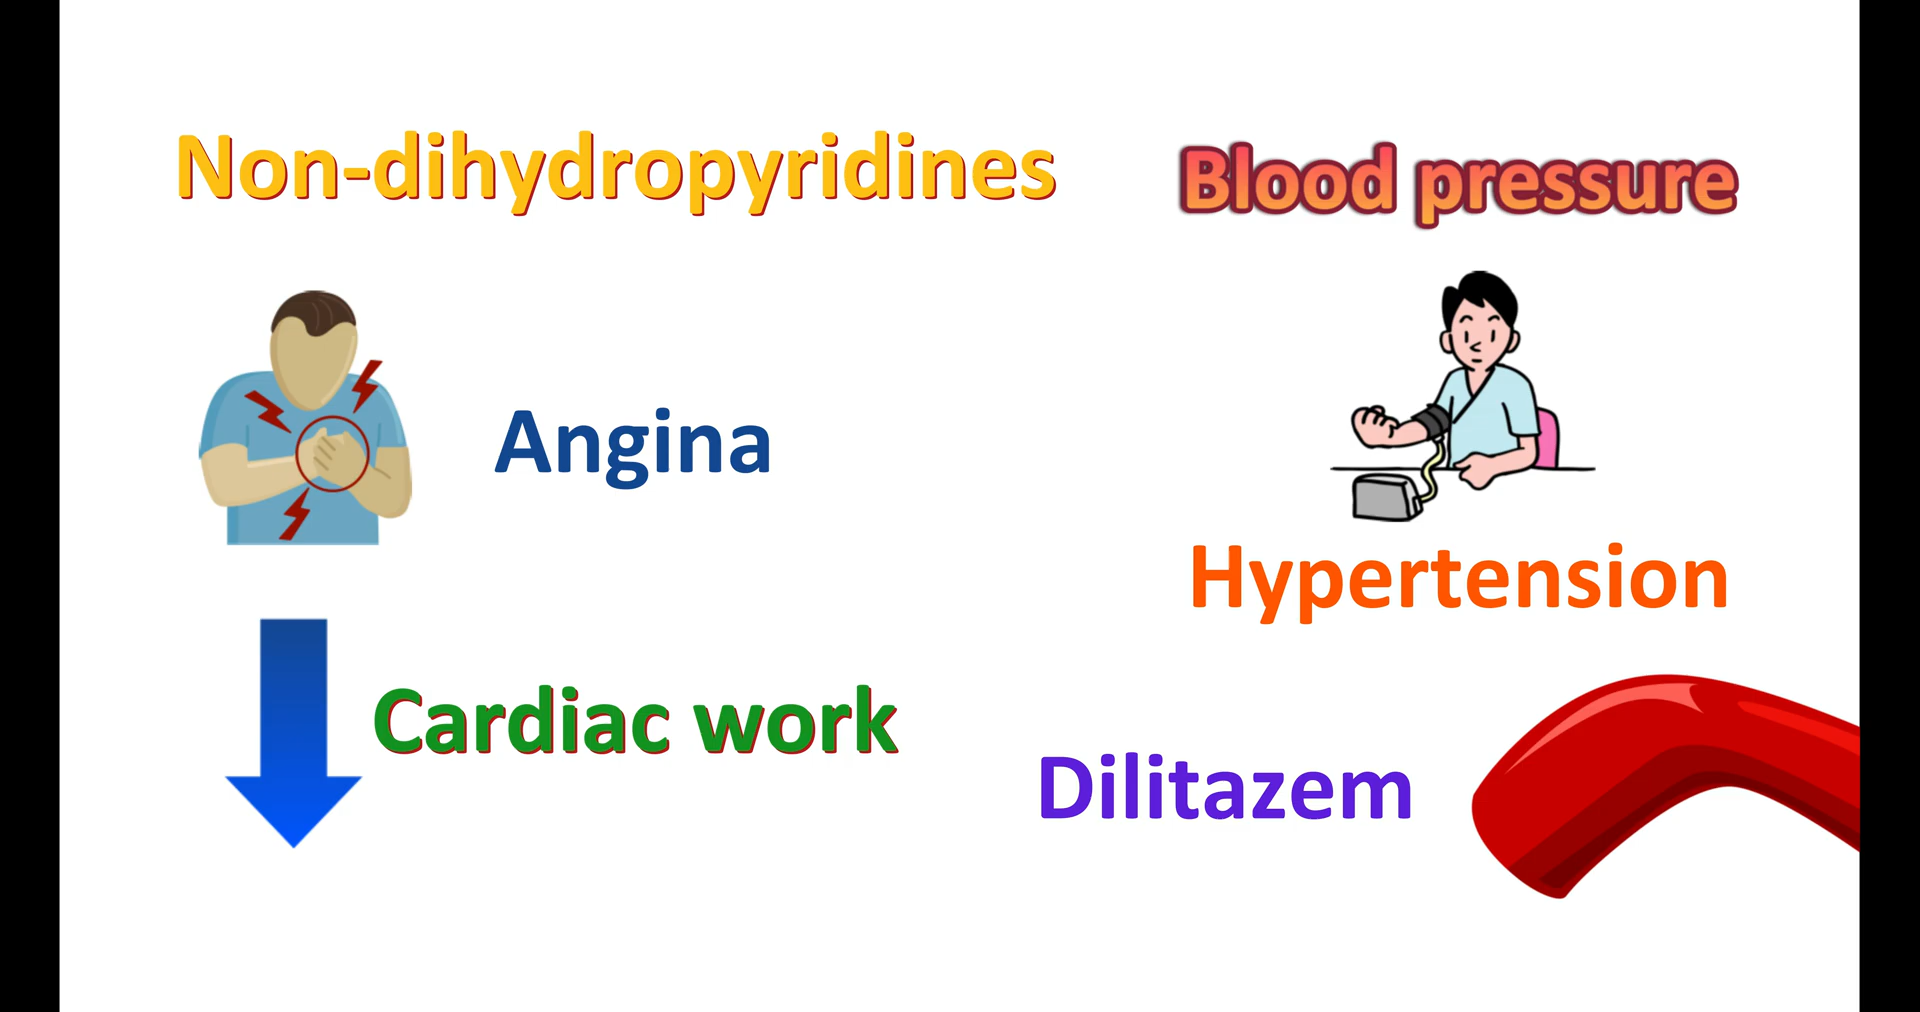 Non-dihydropyridines
Blood pressure
Angina
Hypertension
Cardiac work
Dilitazem